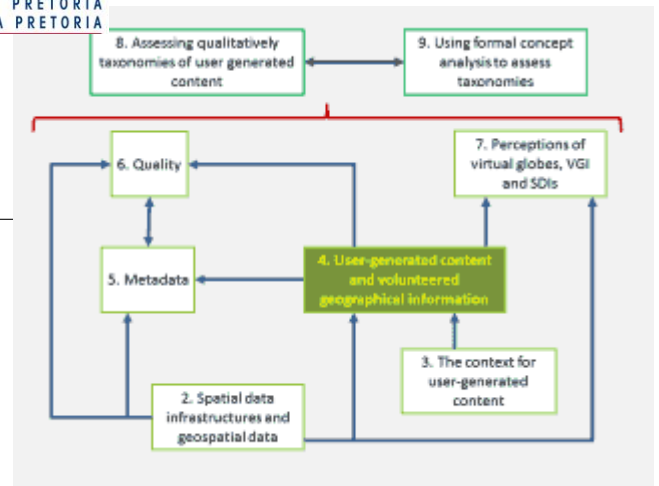 PRETORIA
A PRETORIA
8. Assessing qualitatively
taxonomies of user generated
content
9. Using formal concept
analysis to assess
taxonomies
6. Quality
7. Perceptions of
virtual globes, VGI
and SDIs
5. Metadata
4. User-generated content
and volunteered
geographical information
3. The context for
user-generated
content
2. Spatial data
infrastructures and
geospatial data